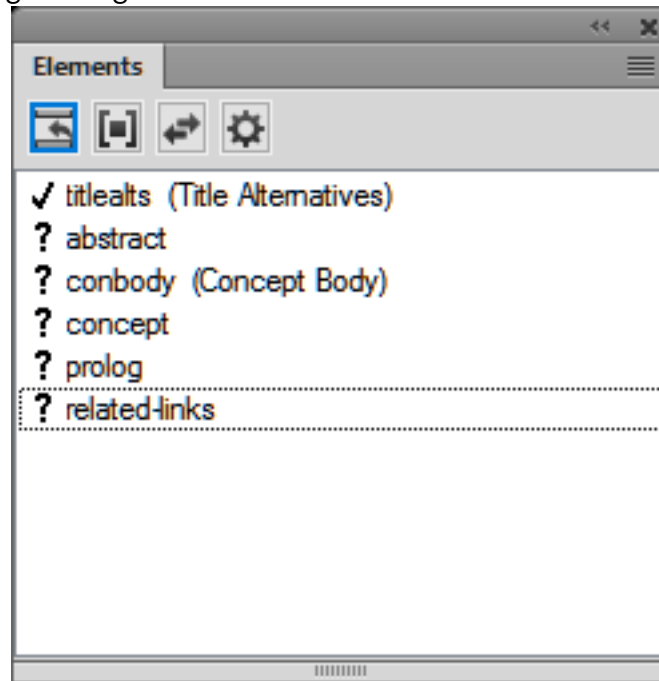 Elements
✓ titlealts (Title Alternatives)
? abstract
? conbody (Concept Body)
? concept
? prolog
? related-links